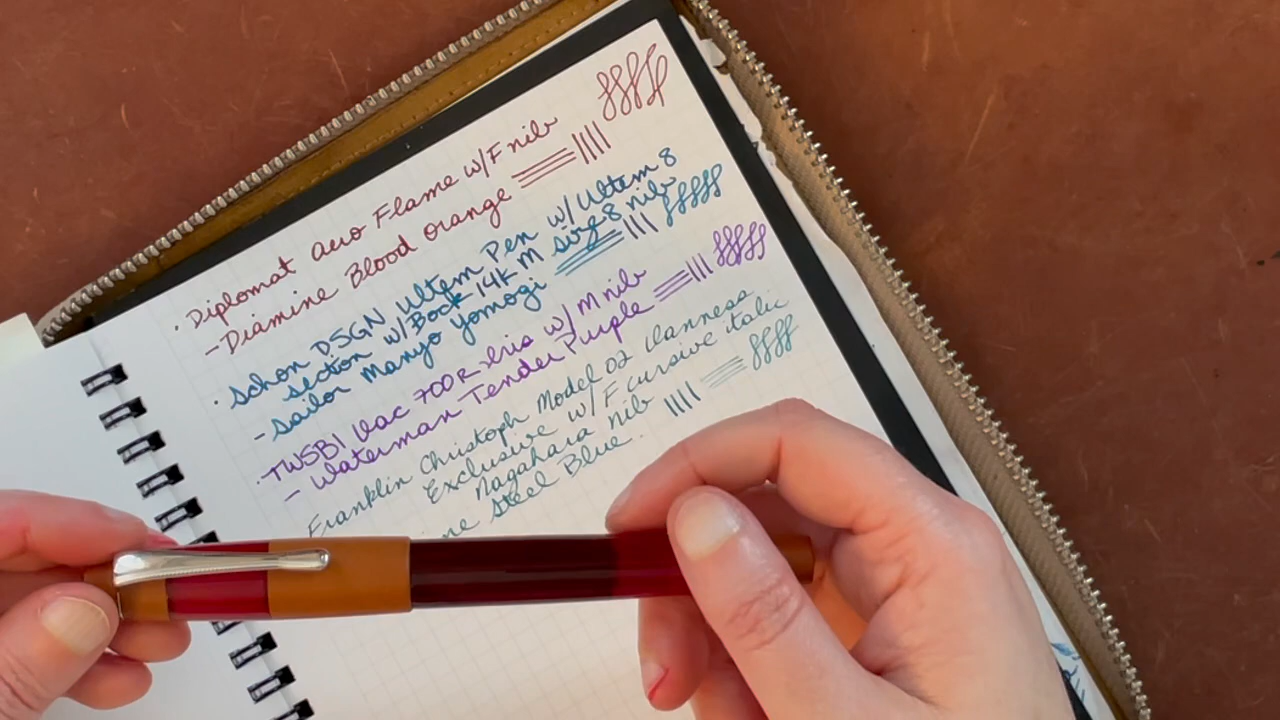 · Diplomat aero Flame w/ F nib
- Diamine Blood orange
· Schon DSGN Ultem Pen w/ Ultem 8
section w/ Bock 14K M size 8 nib
- Sailor Manyo Yomogi
· TWSBI Vac 700R Iris w/ M nib
- Waterman Tender Purple
Franklin Christoph Model 02
Exclusive w/ F cursive italic
Nagahara nib
Steel Blue.